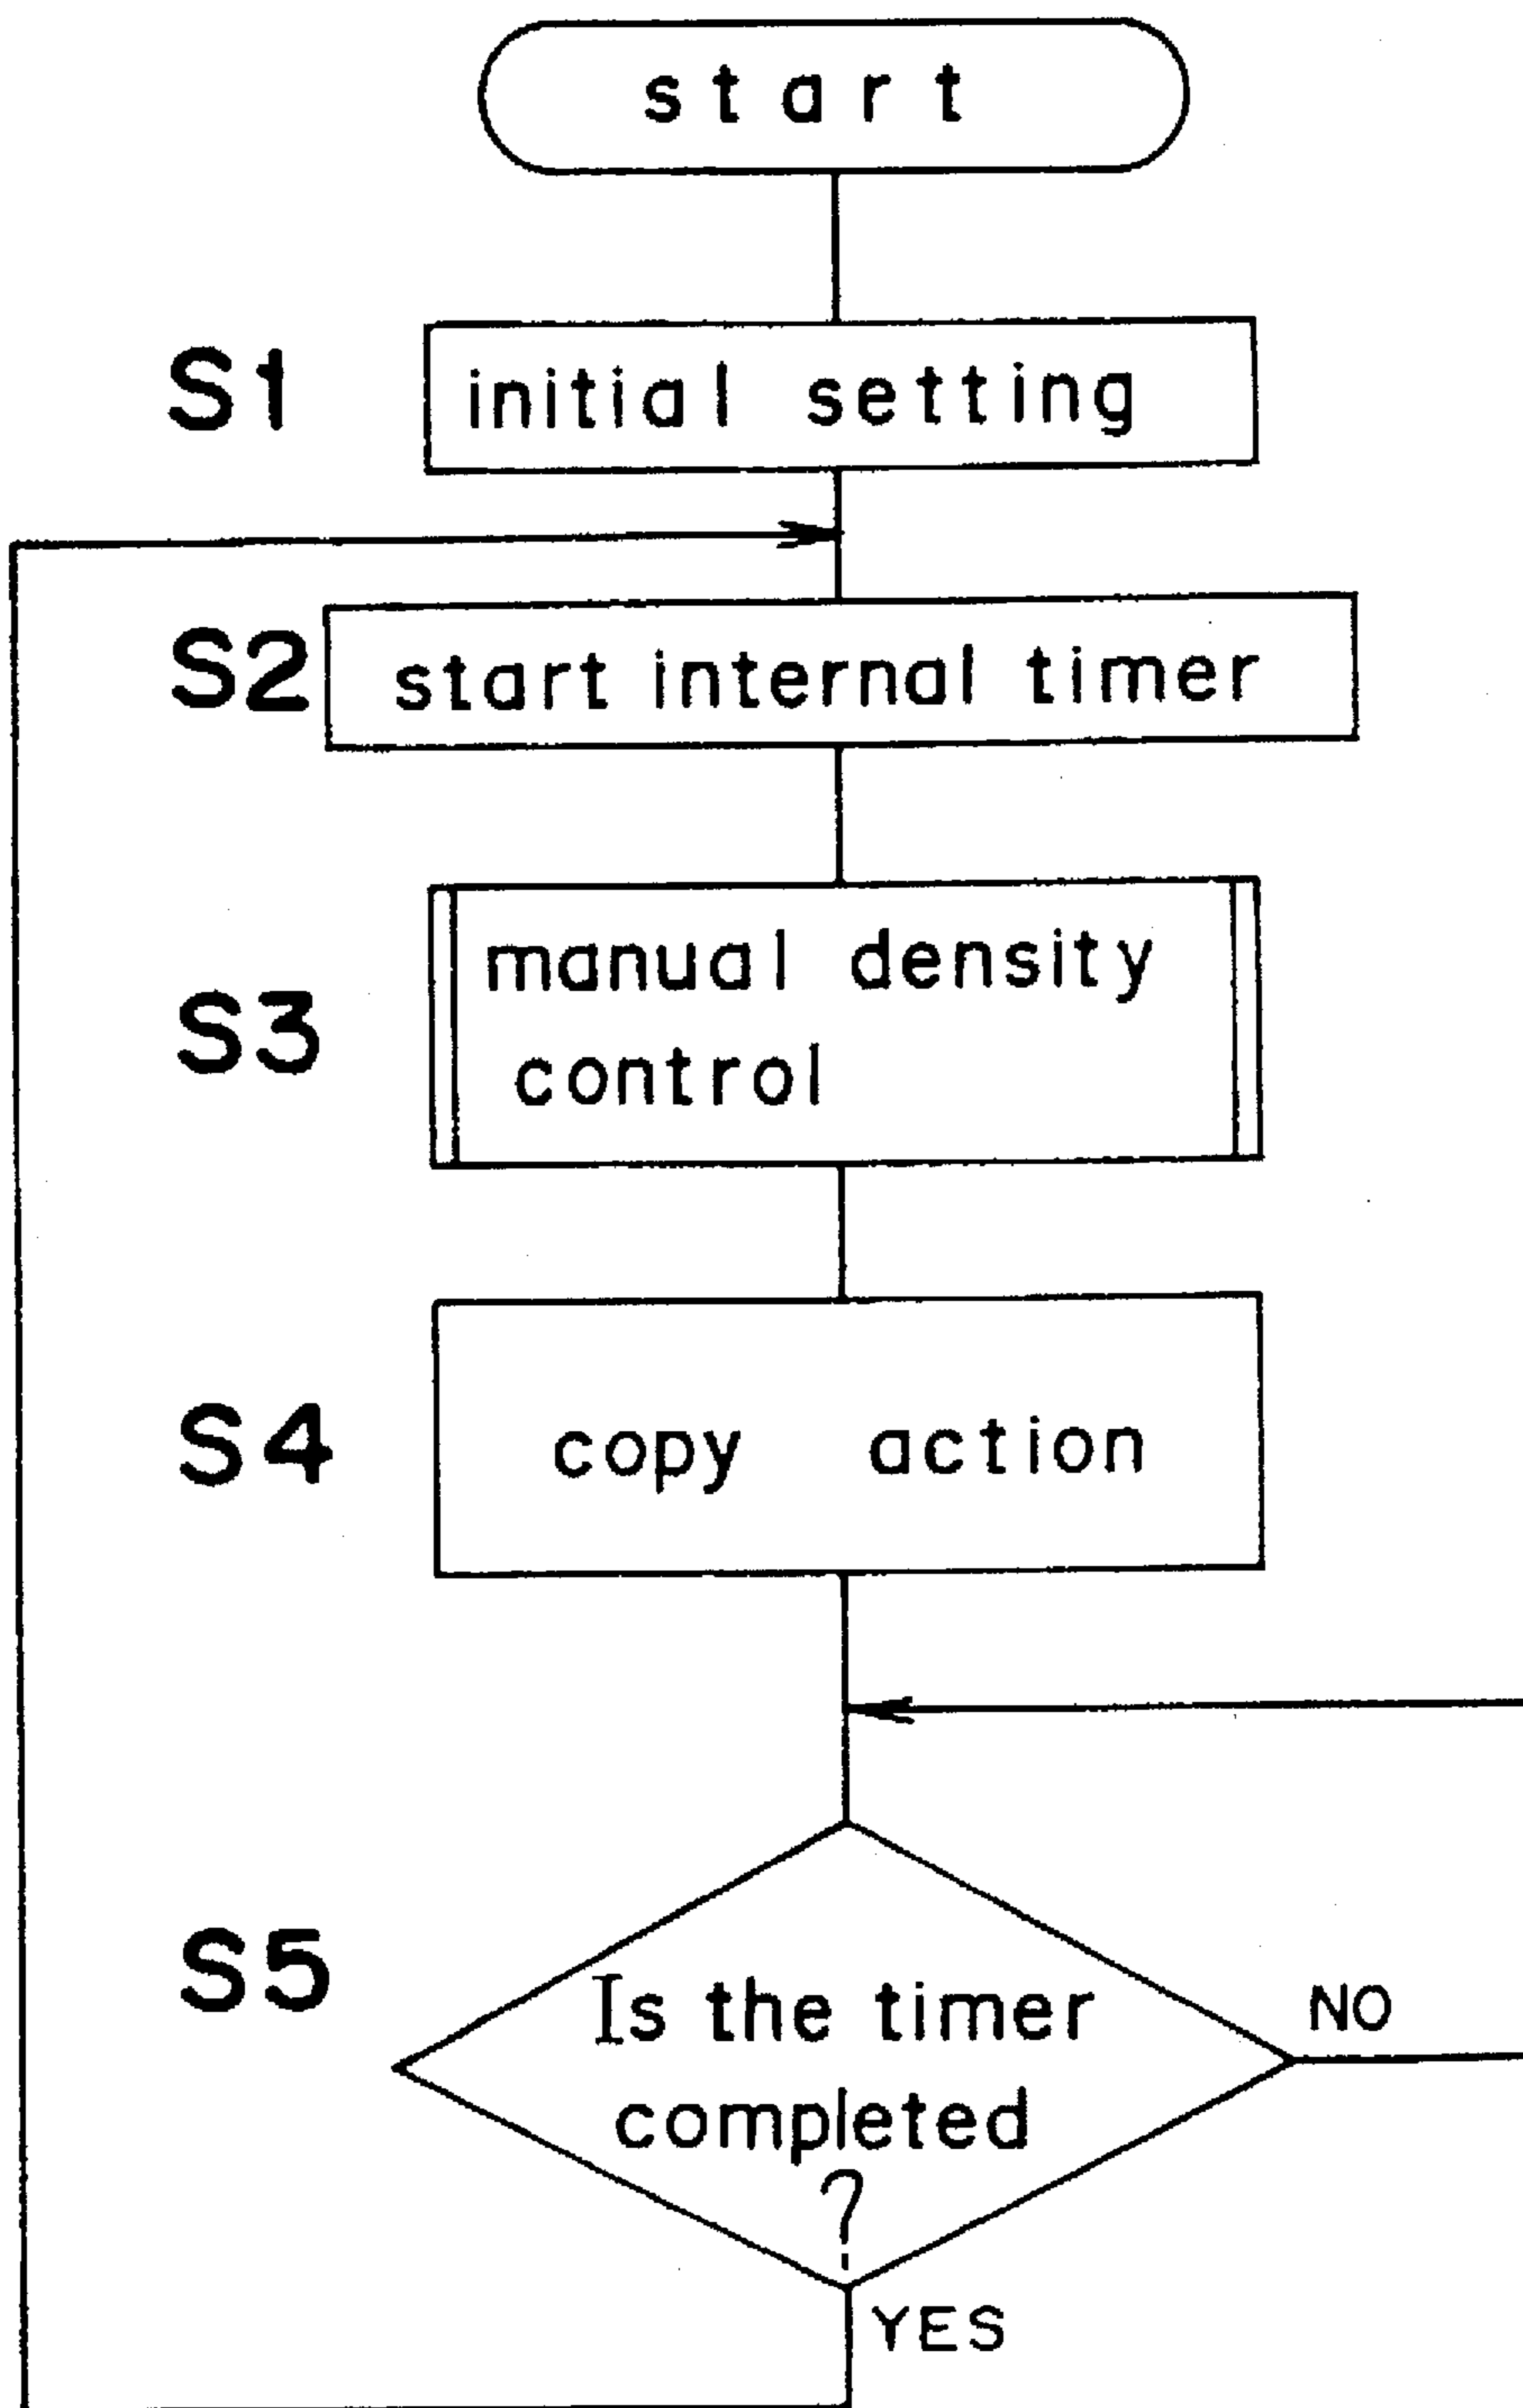 start
S1 initial setting
S2 start internal timer
S3
manual density
control
S4 copy action
S5
Is the timer
completed
?
NO
YES